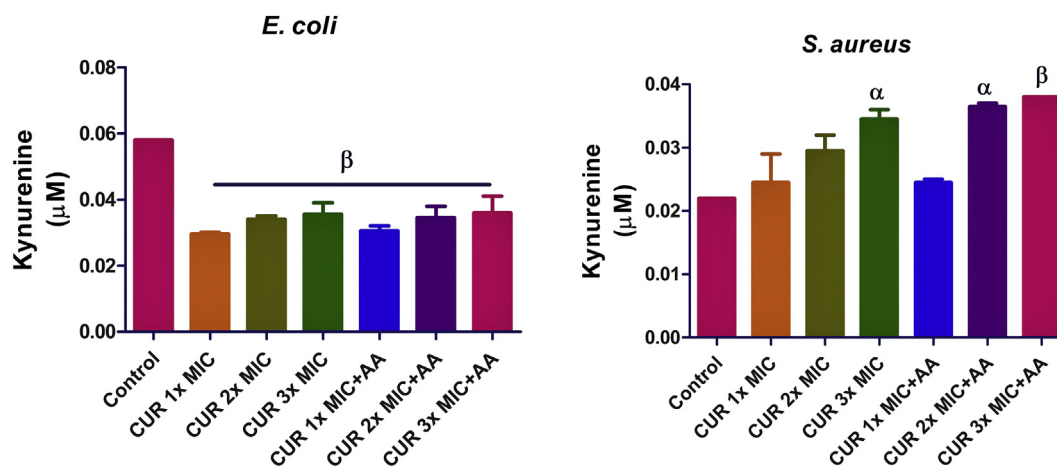 E. coli
Kynurenine
(μM)
0.08
0.06
0.04
0.02
0.00
β
Control
CUR 1x MIC
CUR 2x MIC
CUR 3x MIC
CUR 1x MIC+AA
CUR 2x MIC+AA
CUR 3x MIC+AA
S. aureus
Kynurenine
(μM)
0.04
0.03
0.02
0.01
0.00
α
α
β
Control
CUR 1x MIC
CUR 2x MIC
CUR 3x MIC
CUR 1x MIC+AA
CUR 2x MIC+AA
CUR 3x MIC+AA